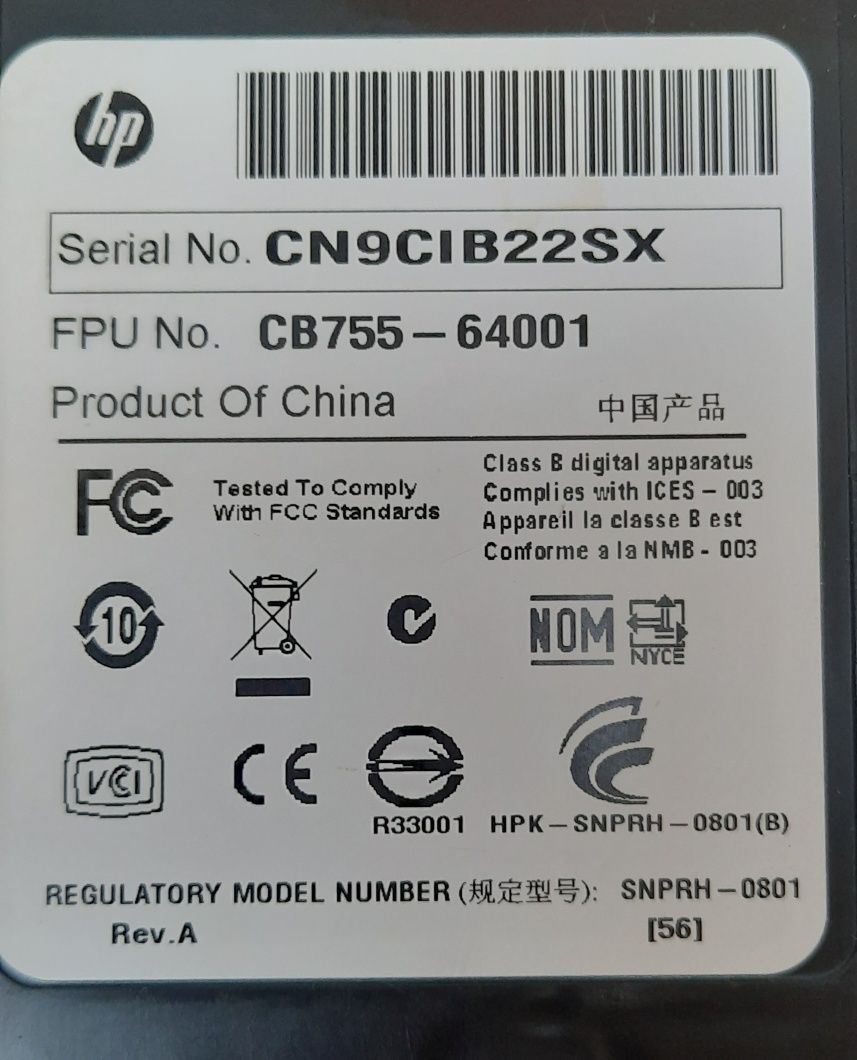 hp
Serial No. CN9CIB22SX
FPU No. CB755-64001
Product Of China 中国产品
FC Tested To Comply
With FCC Standards
Class B digital apparatus
Complies with ICES - 003
Appareil la classe B est
Conforme a la NMB - 003
10
NOM
NYCE
VCCI
CE
R33001 HPK-SNPRH-0801(B)
REGULATORY MODEL NUMBER (规定型号): SNPRH-0801
Rev.A [56]